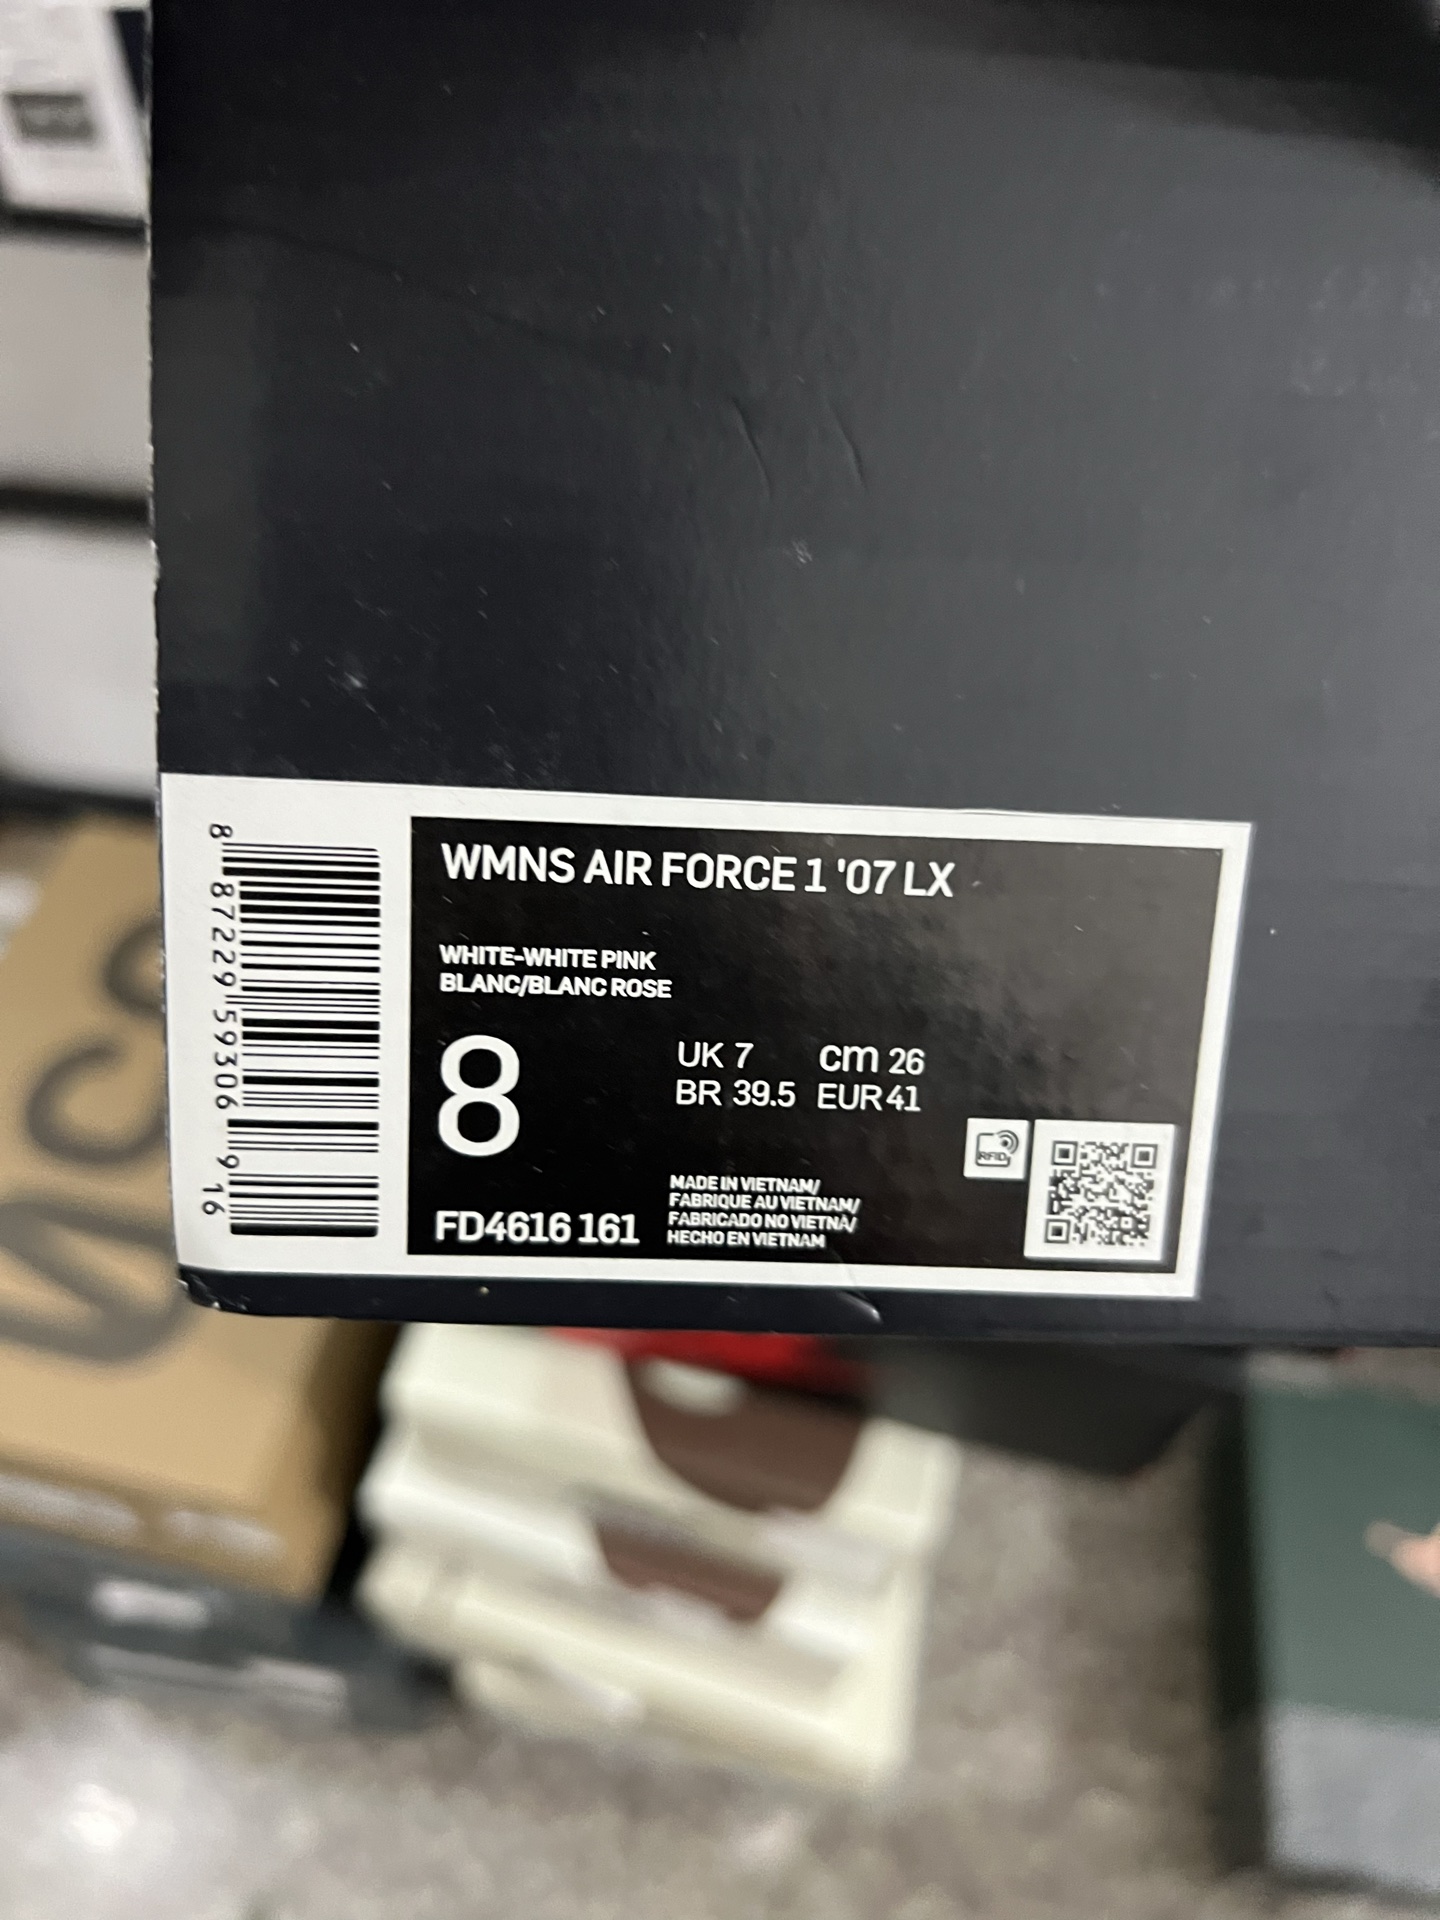 WMNS AIR FORCE 1 '07 LX
WHITE-WHITE PINK
BLANC/BLANC ROSE
8
UK 7 cm 26
BR 39.5 EUR 41
FD4616 161
MADE IN VIETNAM/
FABRIQUE AU VIETNAM/
FABRICADO NO VIETNÃ/
HECHO EN VIETNAM
RFID
8 87229 59306 9 16